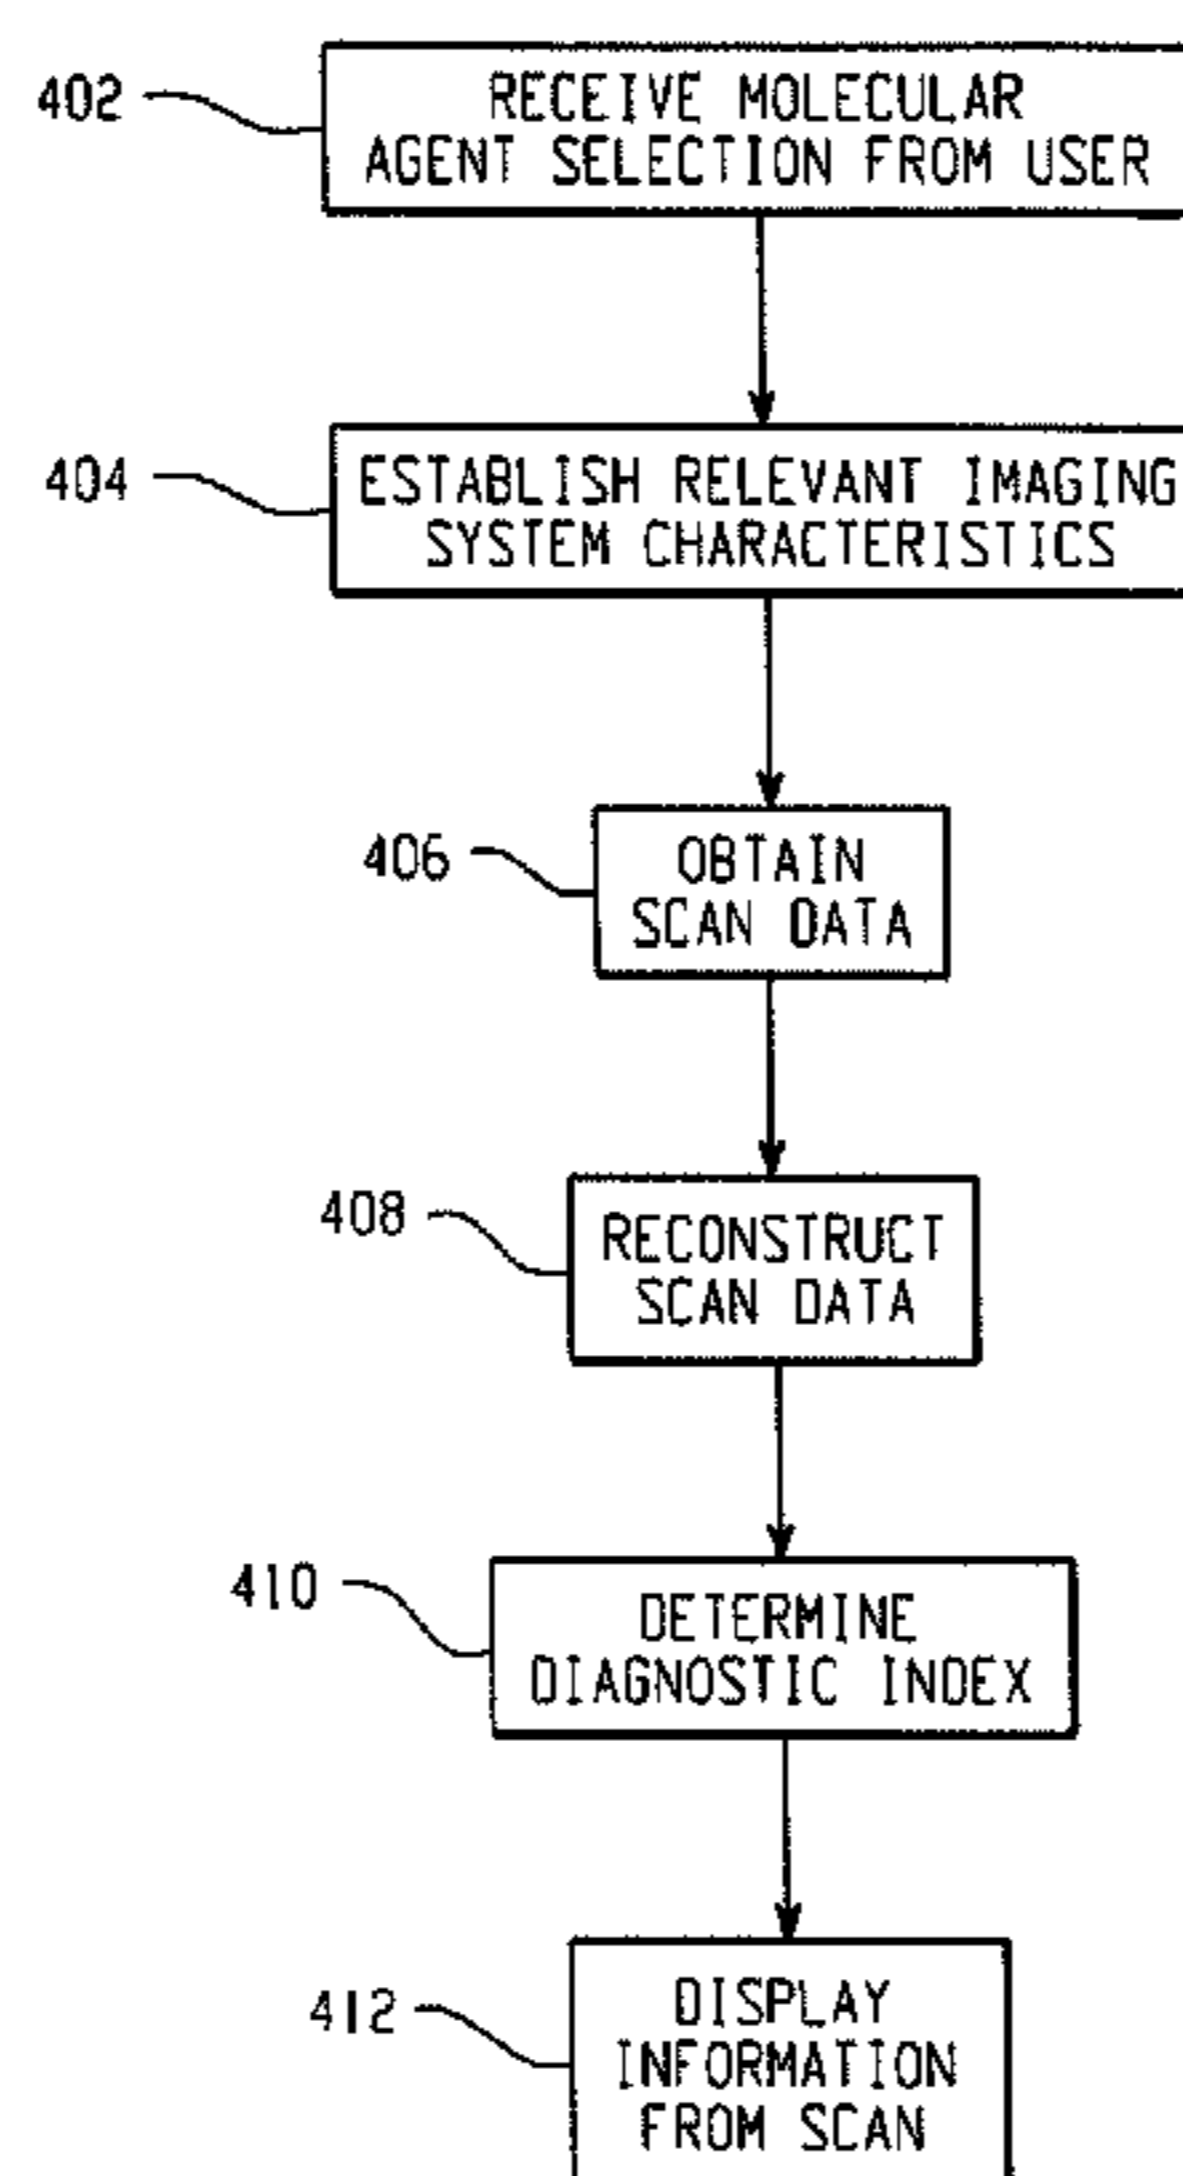 402
RECEIVE MOLECULAR
AGENT SELECTION FROM USER
404
ESTABLISH RELEVANT IMAGING
SYSTEM CHARACTERISTICS
406
OBTAIN
SCAN DATA
408
RECONSTRUCT
SCAN DATA
410
DETERMINE
DIAGNOSTIC INDEX
412
DISPLAY
INFORMATION
FROM SCAN